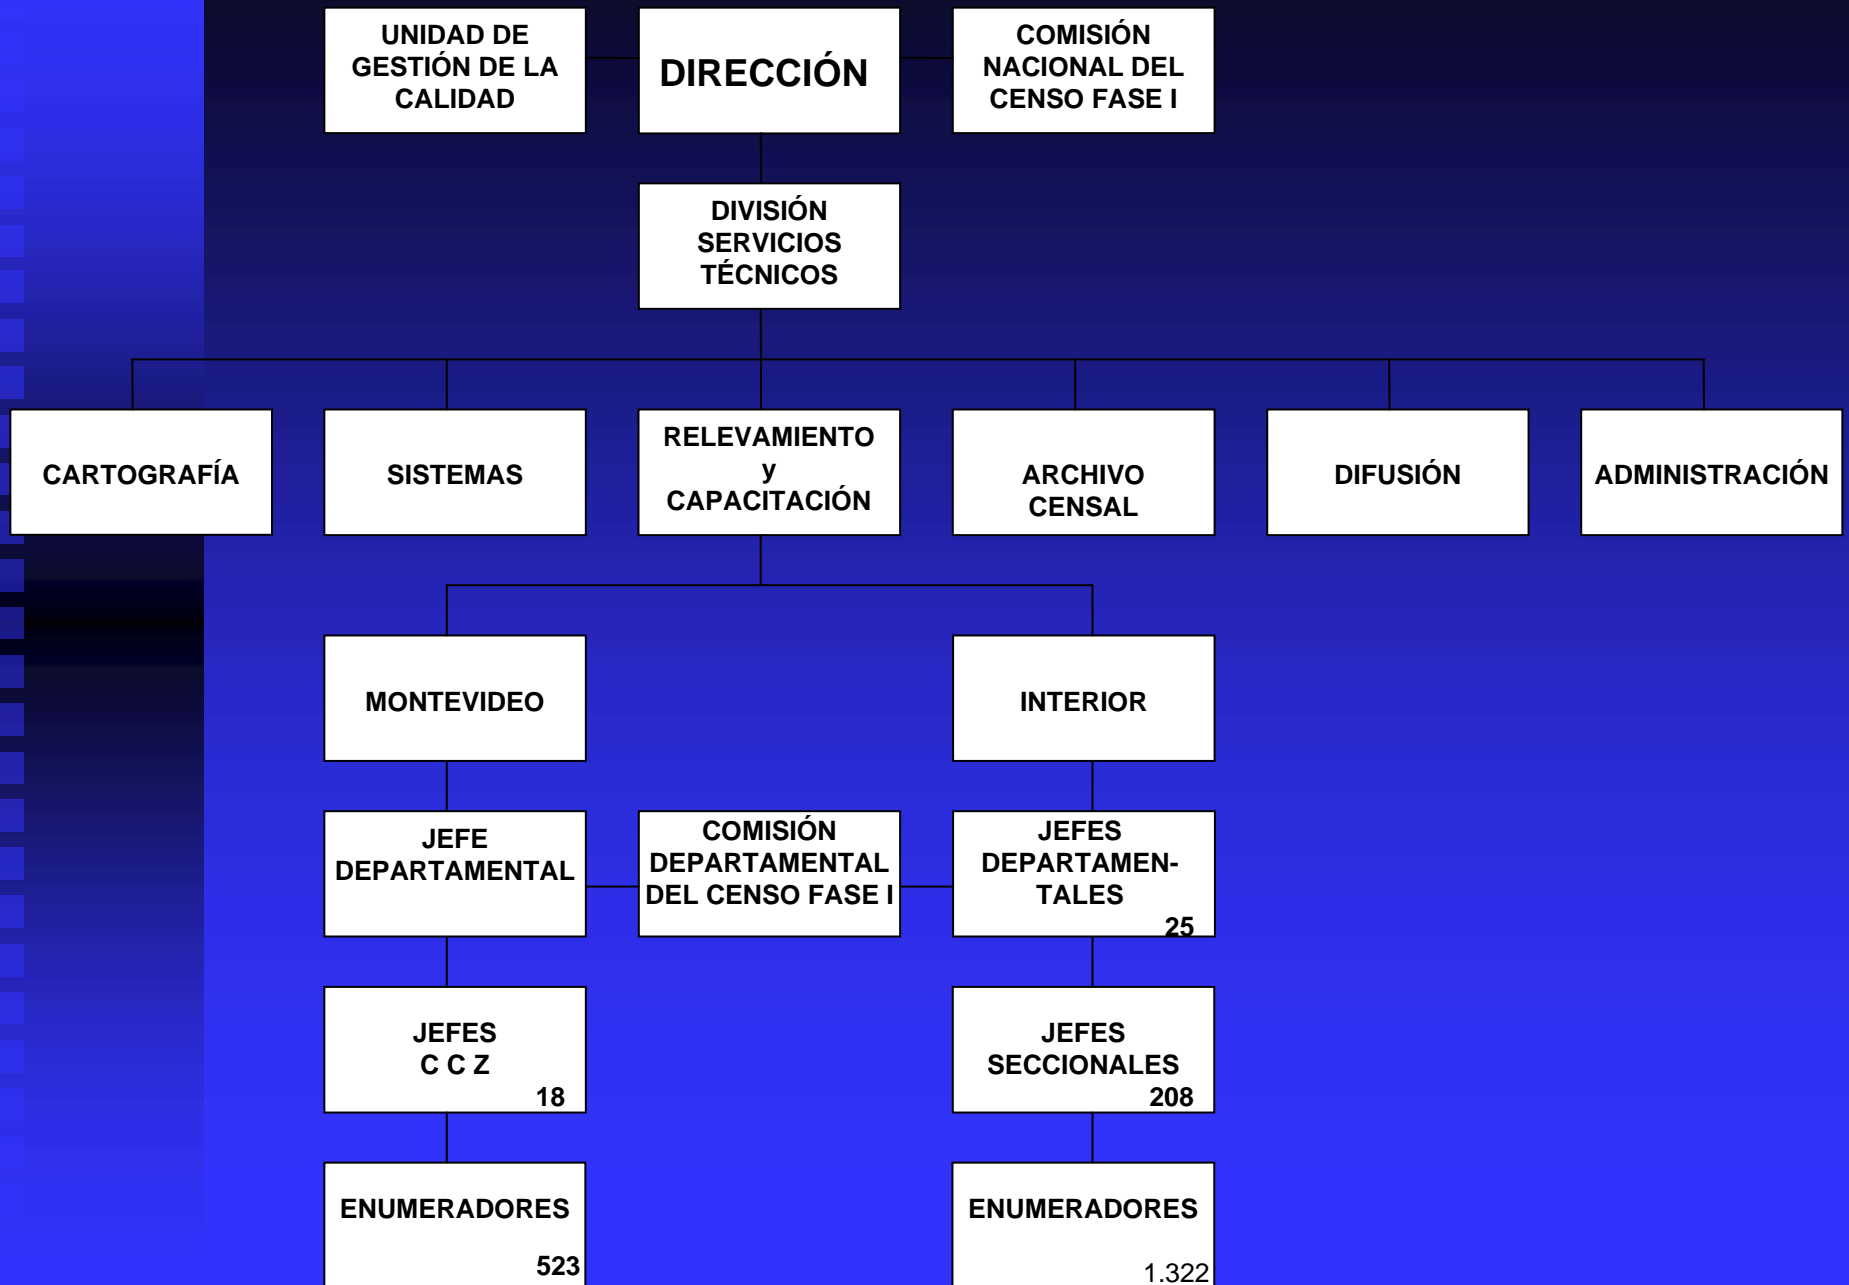 UNIDAD DE
GESTIÓN DE LA
CALIDAD
DIRECCIÓN
COMISIÓN
NACIONAL DEL
CENSO FASE I
DIVISIÓN
SERVICIOS
TÉCNICOS
CARTOGRAFÍA
SISTEMAS
RELEVAMIENTO
y
CAPACITACIÓN
ARCHIVO
CENSAL
DIFUSIÓN
ADMINISTRACIÓN
MONTEVIDEO
INTERIOR
JEFE
DEPARTAMENTAL
COMISIÓN
DEPARTAMENTAL
DEL CENSO FASE I
JEFES
DEPARTAMEN-
TALES
25
JEFES
C C Z
18
JEFES
SECCIONALES
208
ENUMERADORES
523
ENUMERADORES
1.322